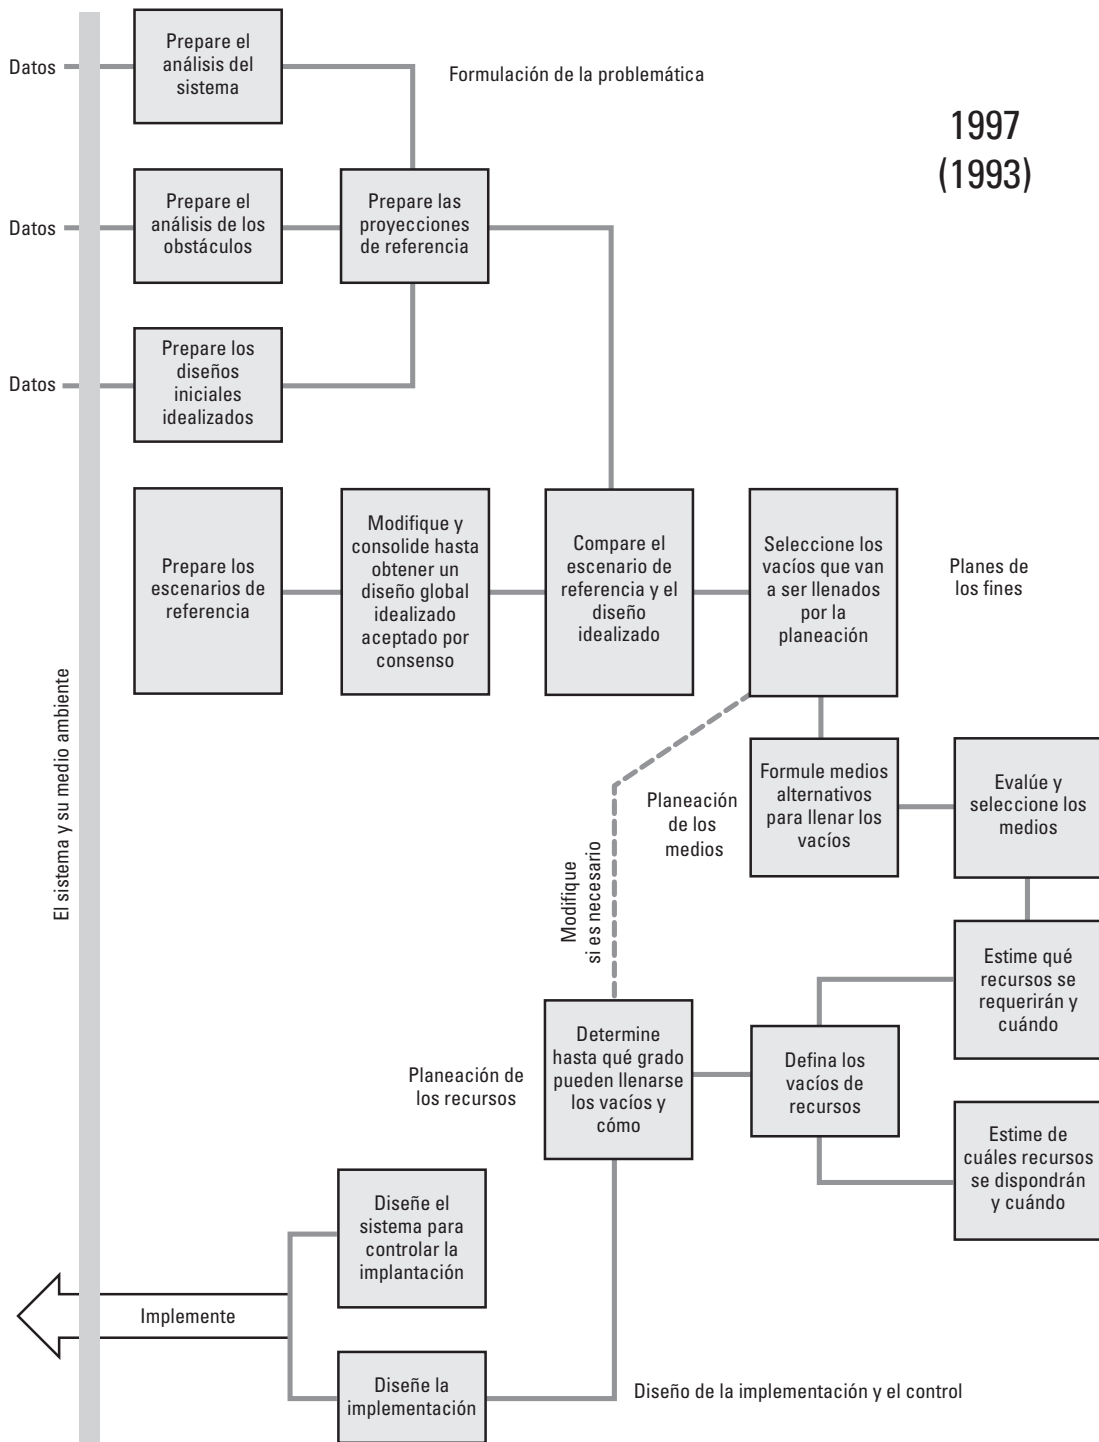 Datos
Prepare el
análisis del
sistema
Formulación de la problemática
1997
(1993)
Datos
Prepare el
análisis de los
obstáculos
Prepare las
proyecciones
de referencia
Datos
Prepare los
diseños
iniciales
idealizados
Prepare los
escenarios de
referencia
Modifique y
consolide hasta
obtener un
diseño global
idealizado
aceptado por
consenso
Compare el
escenario de
referencia y el
diseño
idealizado
Seleccione los
vacíos que van
a ser llenados
por la
planeación
Planes de
los fines
El sistema y su medio ambiente
Modifique
si es necesario
Planeación
de los
medios
Formule medios
alternativos
para llenar los
vacíos
Evalúe y
seleccione los
medios
Estime qué
recursos se
requerirán y
cuándo
Planeación de
los recursos
Determine
hasta qué grado
pueden llenarse
los vacíos y
cómo
Defina los
vacíos de
recursos
Estime de
cuáles recursos
se dispondrán
y cuándo
Diseñe el
sistema para
controlar la
implantación
Implemente
Diseñe la
implementación
Diseño de la implementación y el control